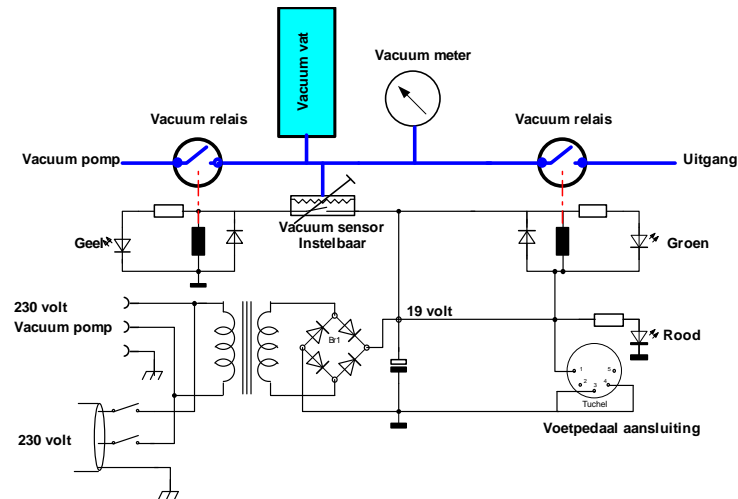 Vacuum vat
Vacuum meter
Vacuum relais
Vacuum relais
Vacuum pomp
Uitgang
Vacuum sensor
Instelbaar
Geel
Groen
230 volt
Vacuum pomp
19 volt
Br1
Rood
1
5
2
3
4
Tuchel
Voetpedaal aansluiting
230 volt